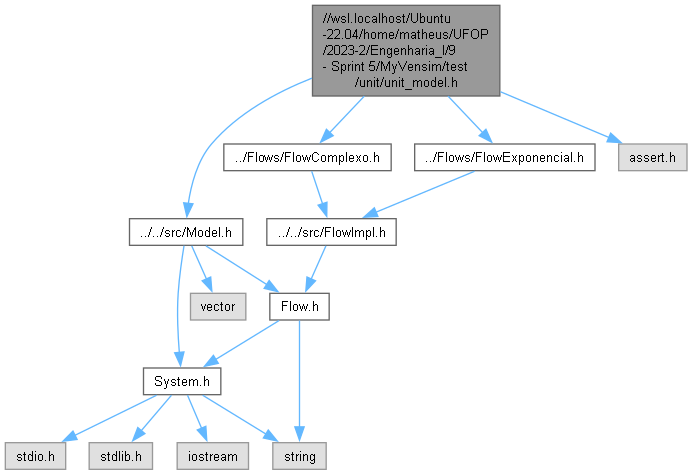 //wsl.localhost/Ubuntu
-22.04/home/matheus/UFOP
/2023-2/Engenharia_I/9
- Sprint 5/MyVensim/test
/unit/unit_model.h
../Flows/FlowComplexo.h
../Flows/FlowExponencial.h
assert.h
../../src/Model.h
../../src/FlowImpl.h
vector
Flow.h
System.h
stdio.h
stdlib.h
iostream
string